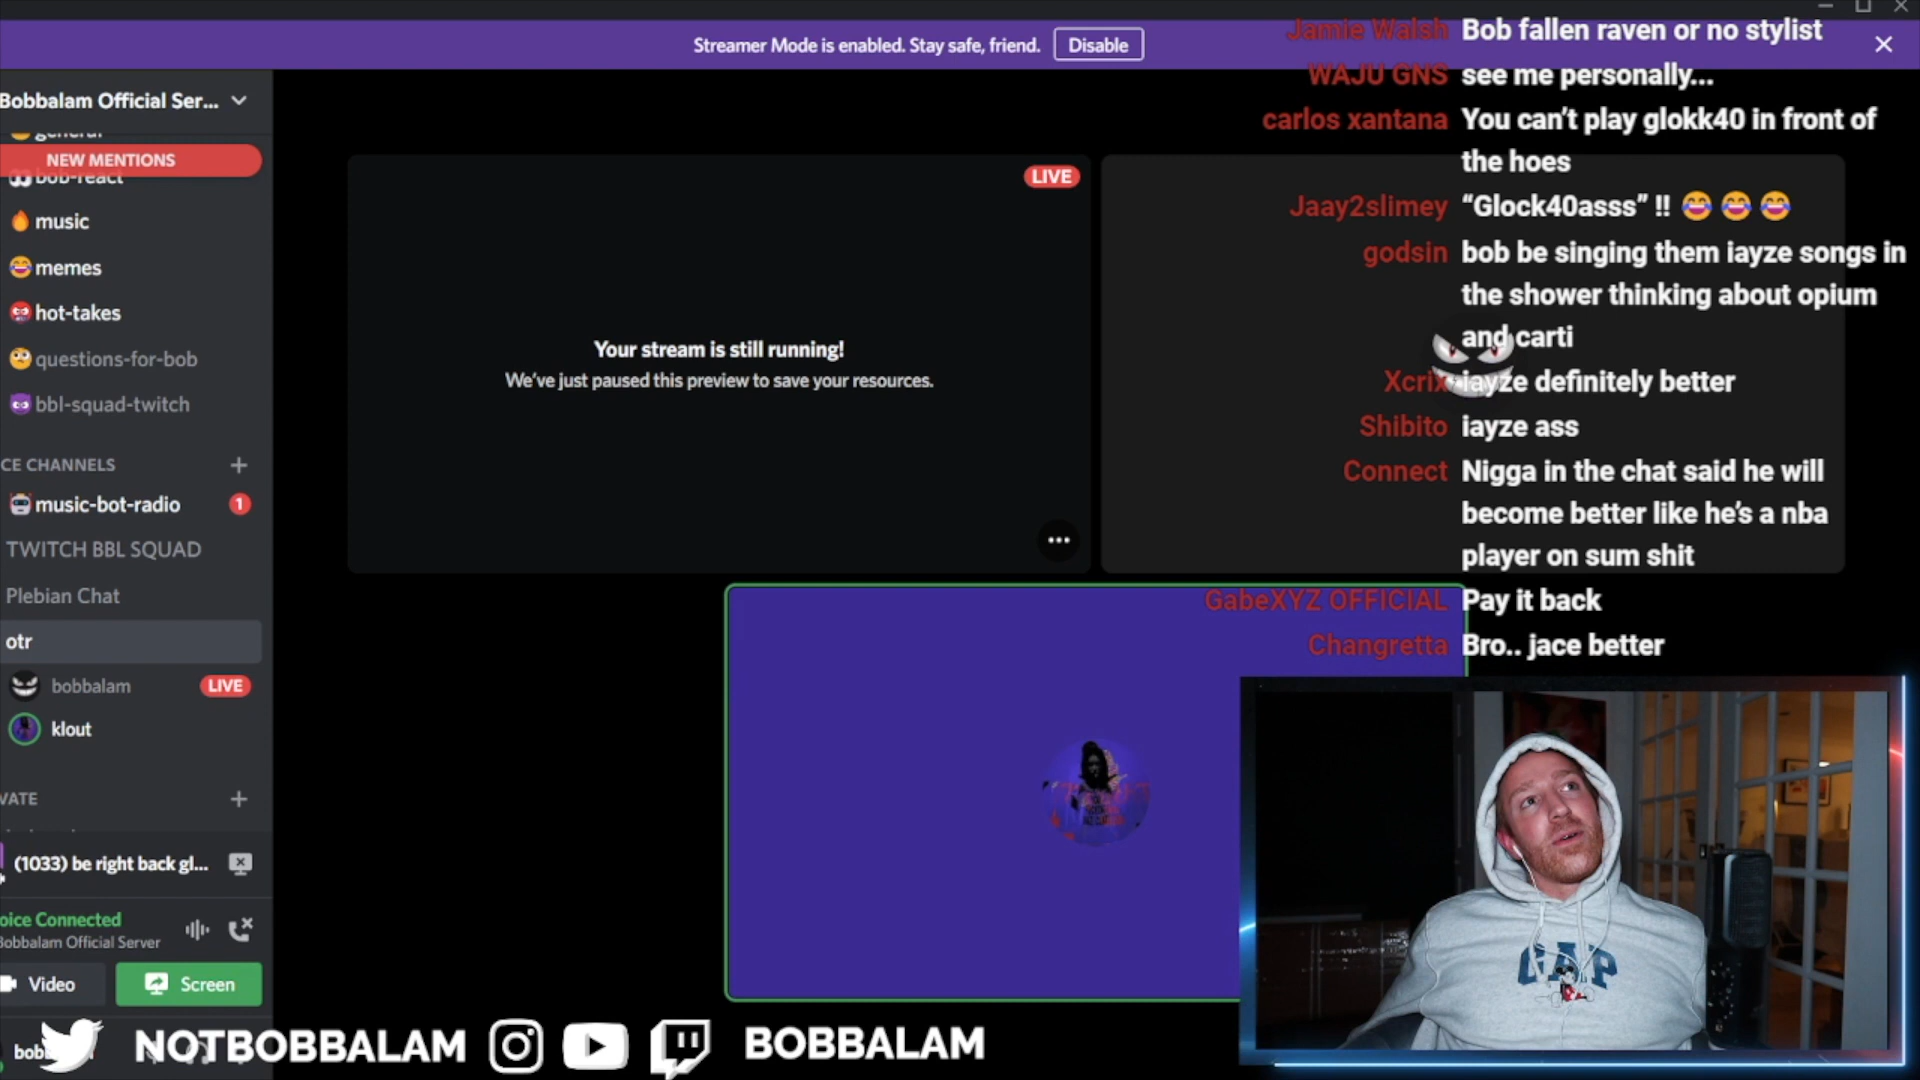 Streamer Mode is enabled. Stay safe, friend.
Disable
Bobbalam Official Ser...
general
NEW MENTIONS
bob-react
music
memes
hot-takes
questions-for-bob
bbl-squad-twitch
CE CHANNELS
music-bot-radio
1
TWITCH BBL SQUAD
Plebian Chat
otr
bobbalam
LIVE
klout
VATE
(1033) be right back gl...
oice Connected
Bobbalam Official Server
Video
Screen
LIVE
Your stream is still running!
We've just paused this preview to save your resources.
Jamie Walsh Bob fallen raven or no stylist
WAJU GNS see me personally...
carlos xantana You can't play glokk40 in front of
the hoes
Jaay2slimey “Glock40asss” !! 😂 😂 😂
godsin bob be singing them iayze songs in
the shower thinking about opium
and carti
Xcrix iayze definitely better
Shibito iayze ass
Connect Nigga in the chat said he will
become better like he's a nba
player on sum shit
GabeXYZ OFFICIAL Pay it back
Changretta Bro.. jace better
GAP
NOTBOBBALAM
BOBBALAM